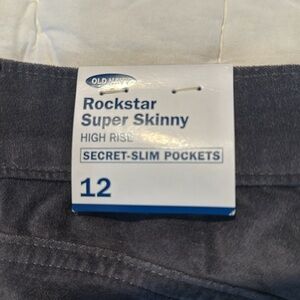 OLD NAVY
Rockstar
Super Skinny
HIGH RISE
SECRET-SLIM POCKETS
12